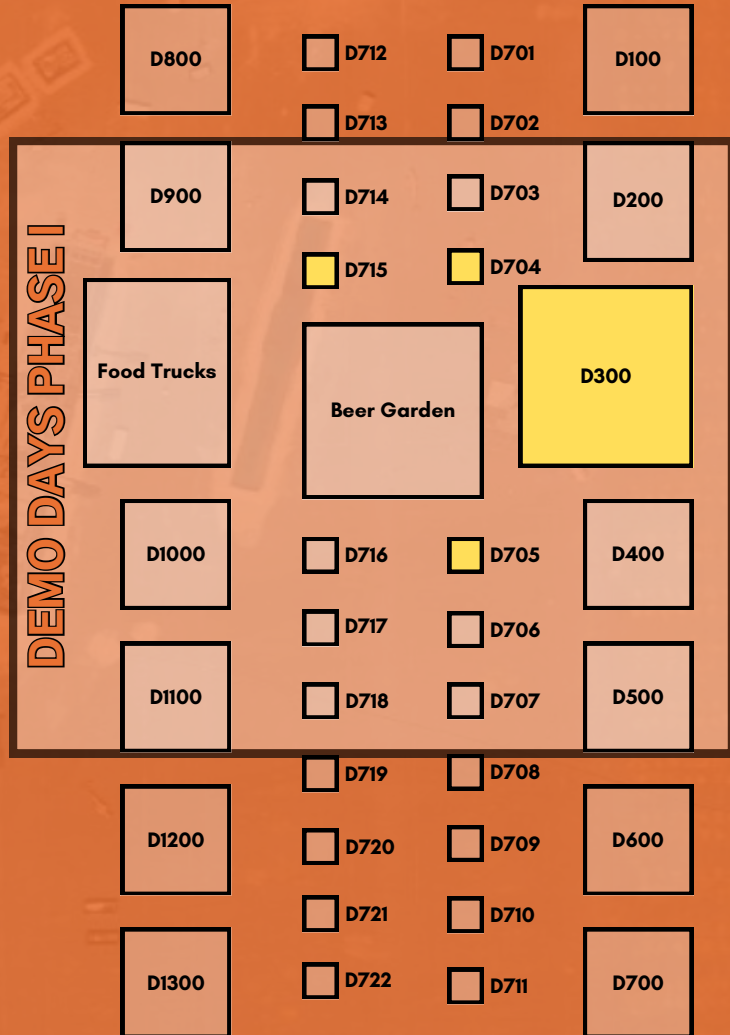 D800
D712
D701
D100
D713
D702
D900
D714
D703
D200
D715
D704
DEMO DAYS PHASE I
Food Trucks
Beer Garden
D300
D1000
D716
D705
D400
D717
D706
D1100
D718
D707
D500
D719
D708
D1200
D720
D709
D600
D721
D710
D1300
D722
D711
D700